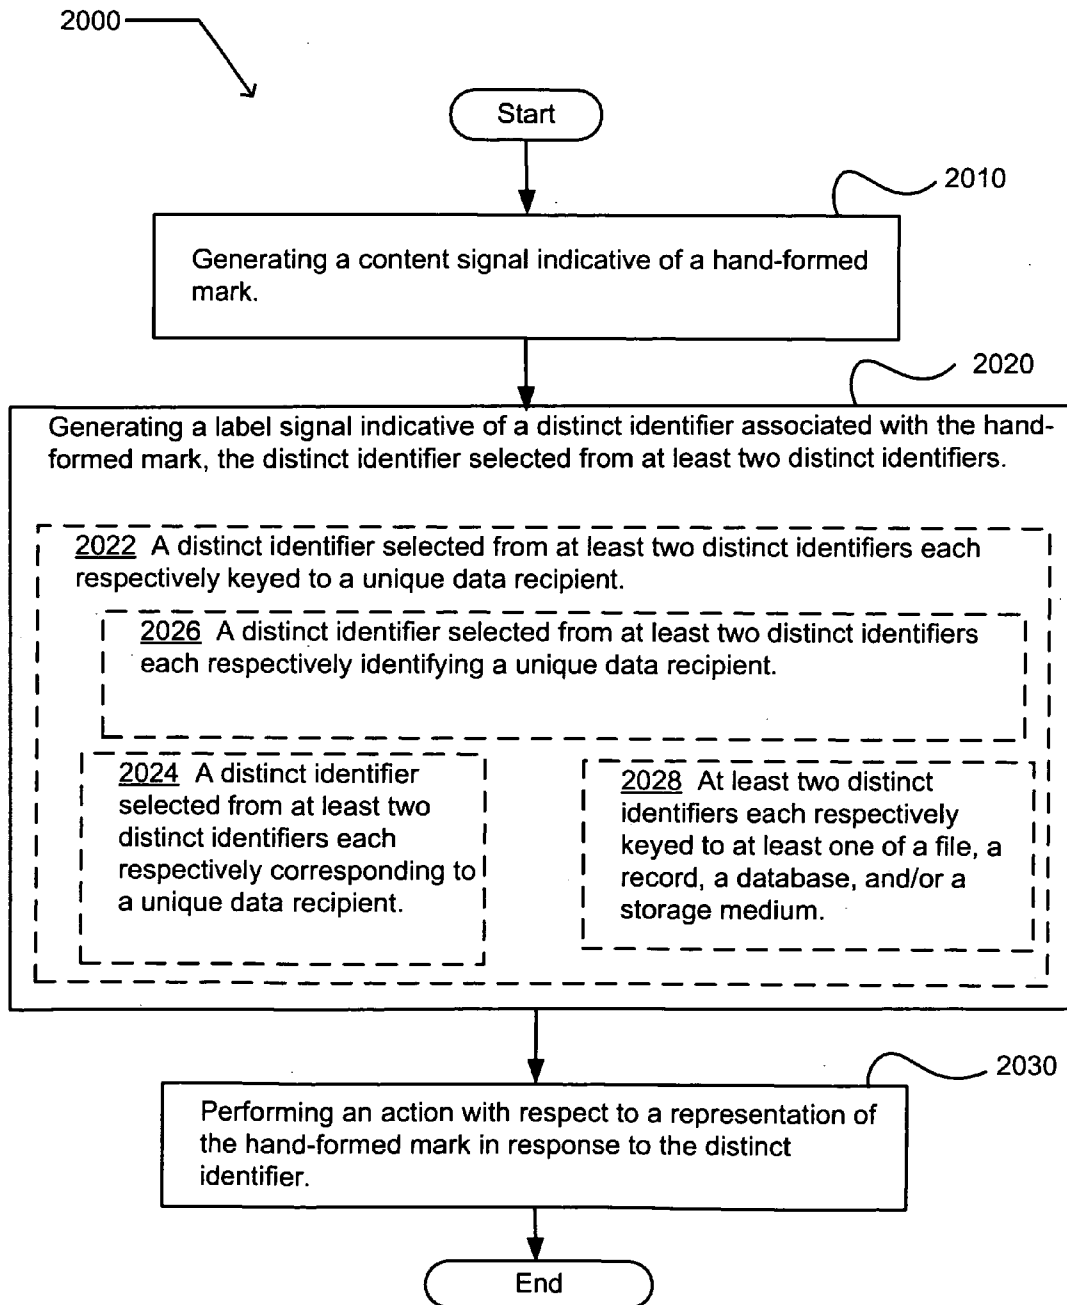 2000
Start
2010
Generating a content signal indicative of a hand-formed
mark.
2020
Generating a label signal indicative of a distinct identifier associated with the hand-
formed mark, the distinct identifier selected from at least two distinct identifiers.
2022 A distinct identifier selected from at least two distinct identifiers each
respectively keyed to a unique data recipient.
2026 A distinct identifier selected from at least two distinct identifiers
each respectively identifying a unique data recipient.
2024 A distinct identifier
selected from at least two
distinct identifiers each
respectively corresponding to
a unique data recipient.
2028 At least two distinct
identifiers each respectively
keyed to at least one of a file, a
record, a database, and/or a
storage medium.
2030
Performing an action with respect to a representation of
the hand-formed mark in response to the distinct
identifier.
End